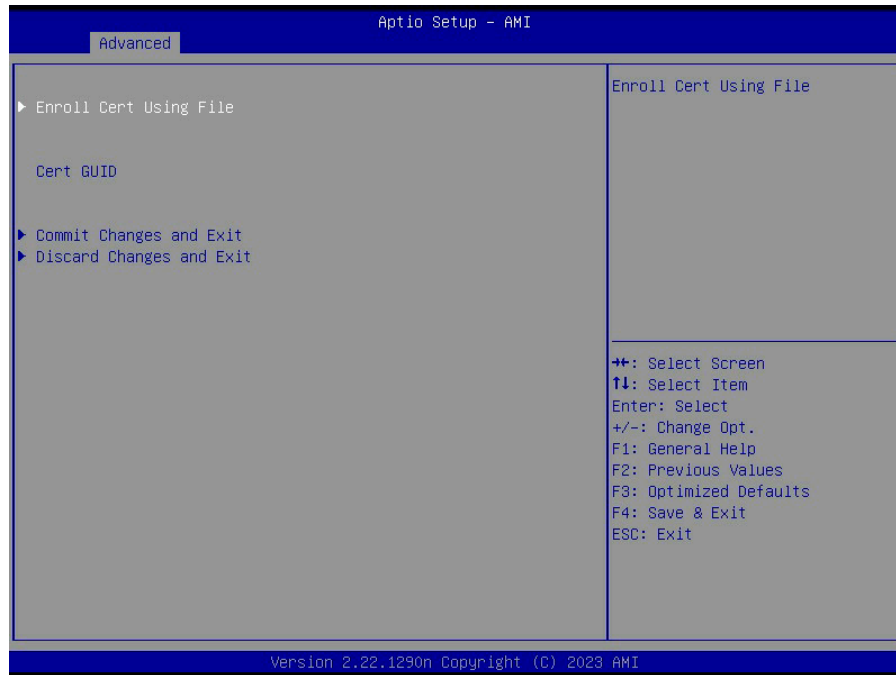 Aptio Setup – AMI
Advanced
▶ Enroll Cert Using File
Cert GUID
▶ Commit Changes and Exit
▶ Discard Changes and Exit
Enroll Cert Using File
→←: Select Screen
↑↓: Select Item
Enter: Select
+/-: Change Opt.
F1: General Help
F2: Previous Values
F3: Optimized Defaults
F4: Save & Exit
ESC: Exit
Version 2.22.1290n Copyright (C) 2023 AMI